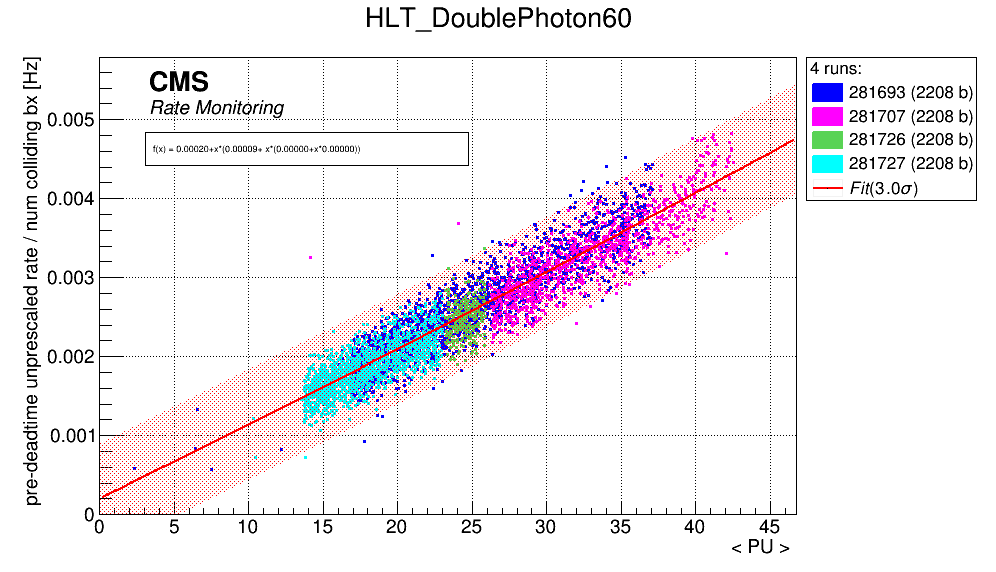 HLT_DoublePhoton60
pre-deadtime unprescaled rate / num colliding bx [Hz]
CMS
Rate Monitoring
f(x) = 0.00020+x*(0.00009+ x*(0.00000+x*0.00000))
0.005
0.004
0.003
0.002
0.001
0
0 5 10 15 20 25 30 35 40 45
< PU >
4 runs:
281693 (2208 b)
281707 (2208 b)
281726 (2208 b)
281727 (2208 b)
Fit(3.0σ)